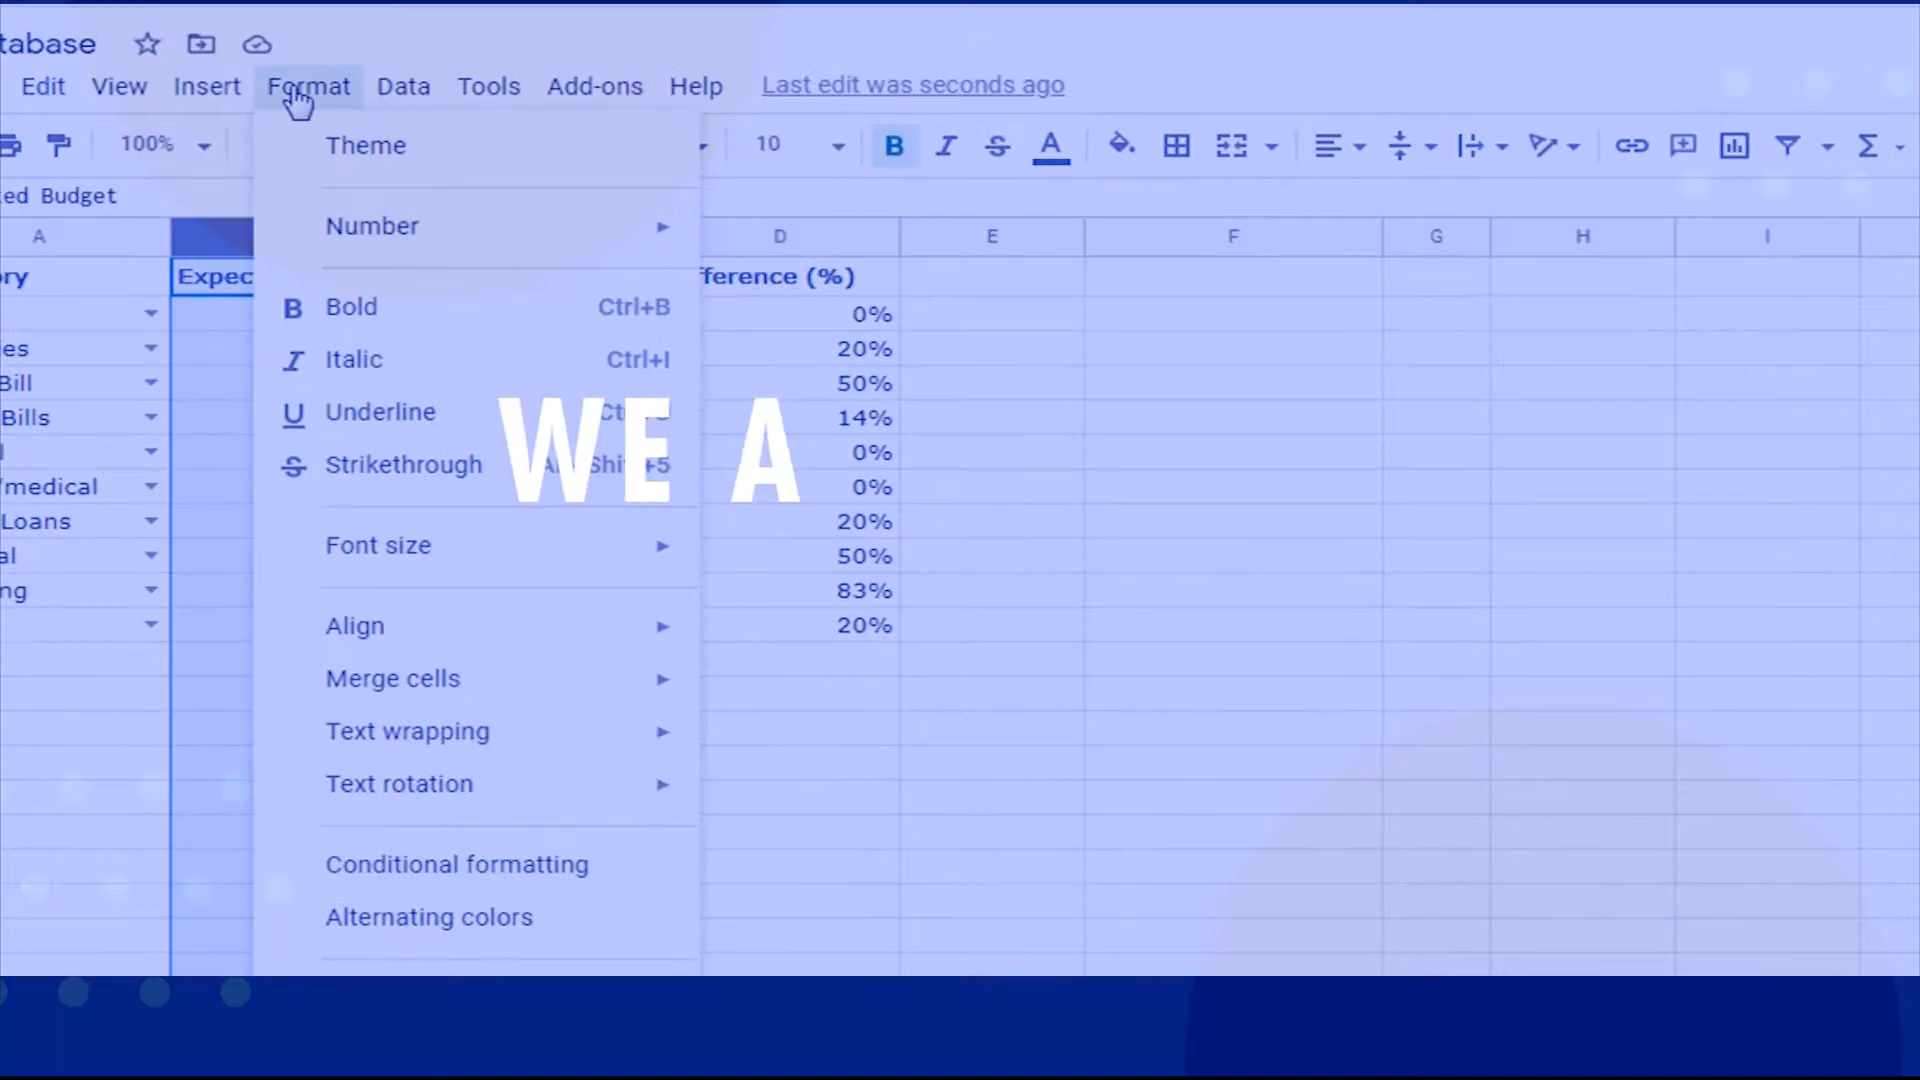 tabase
Edit View Insert Format Data Tools Add-ons Help Last edit was seconds ago
100% 10 B I S A Σ
ed Budget
A D E F G H I
ry Expec fference (%)
0%
es 20%
Bill 50%
Bills 14%
0%
/medical 0%
Loans 20%
al 50%
ng 83%
20%
Theme
Number
B Bold Ctrl+B
I Italic Ctrl+I
U Underline
S Strikethrough
Font size
Align
Merge cells
Text wrapping
Text rotation
Conditional formatting
Alternating colors
WE A